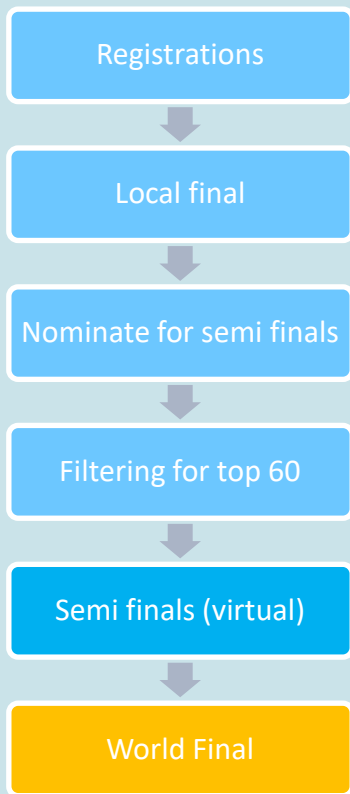 Registrations
Local final
Nominate for semi finals
Filtering for top 60
Semi finals (virtual)
World Final